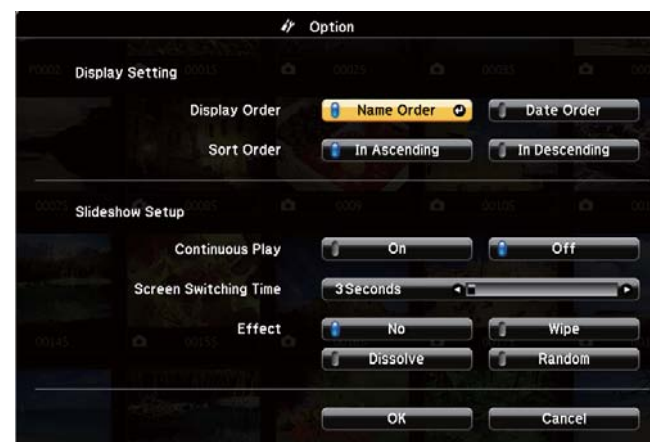 Option
Display Setting
Display Order Name Order Date Order
Sort Order In Ascending In Descending
Slideshow Setup
Continuous Play On Off
Screen Switching Time 3Seconds
Effect No Wipe
Dissolve Random
OK Cancel